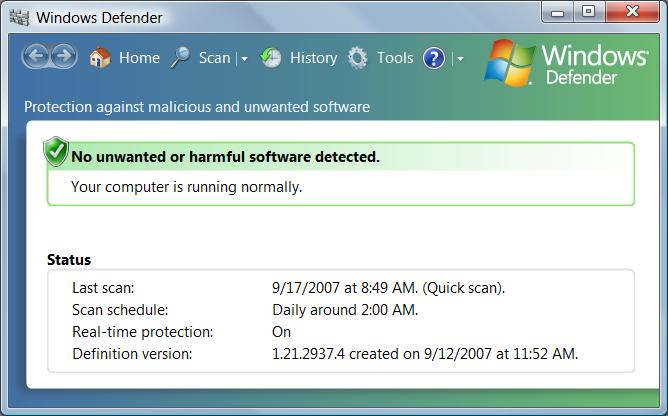 Windows Defender
Home Scan History Tools ?
Windows
Defender
Protection against malicious and unwanted software
No unwanted or harmful software detected.
Your computer is running normally.
Status
Last scan: 9/17/2007 at 8:49 AM. (Quick scan).
Scan schedule: Daily around 2:00 AM.
Real-time protection: On
Definition version: 1.21.2937.4 created on 9/12/2007 at 11:52 AM.